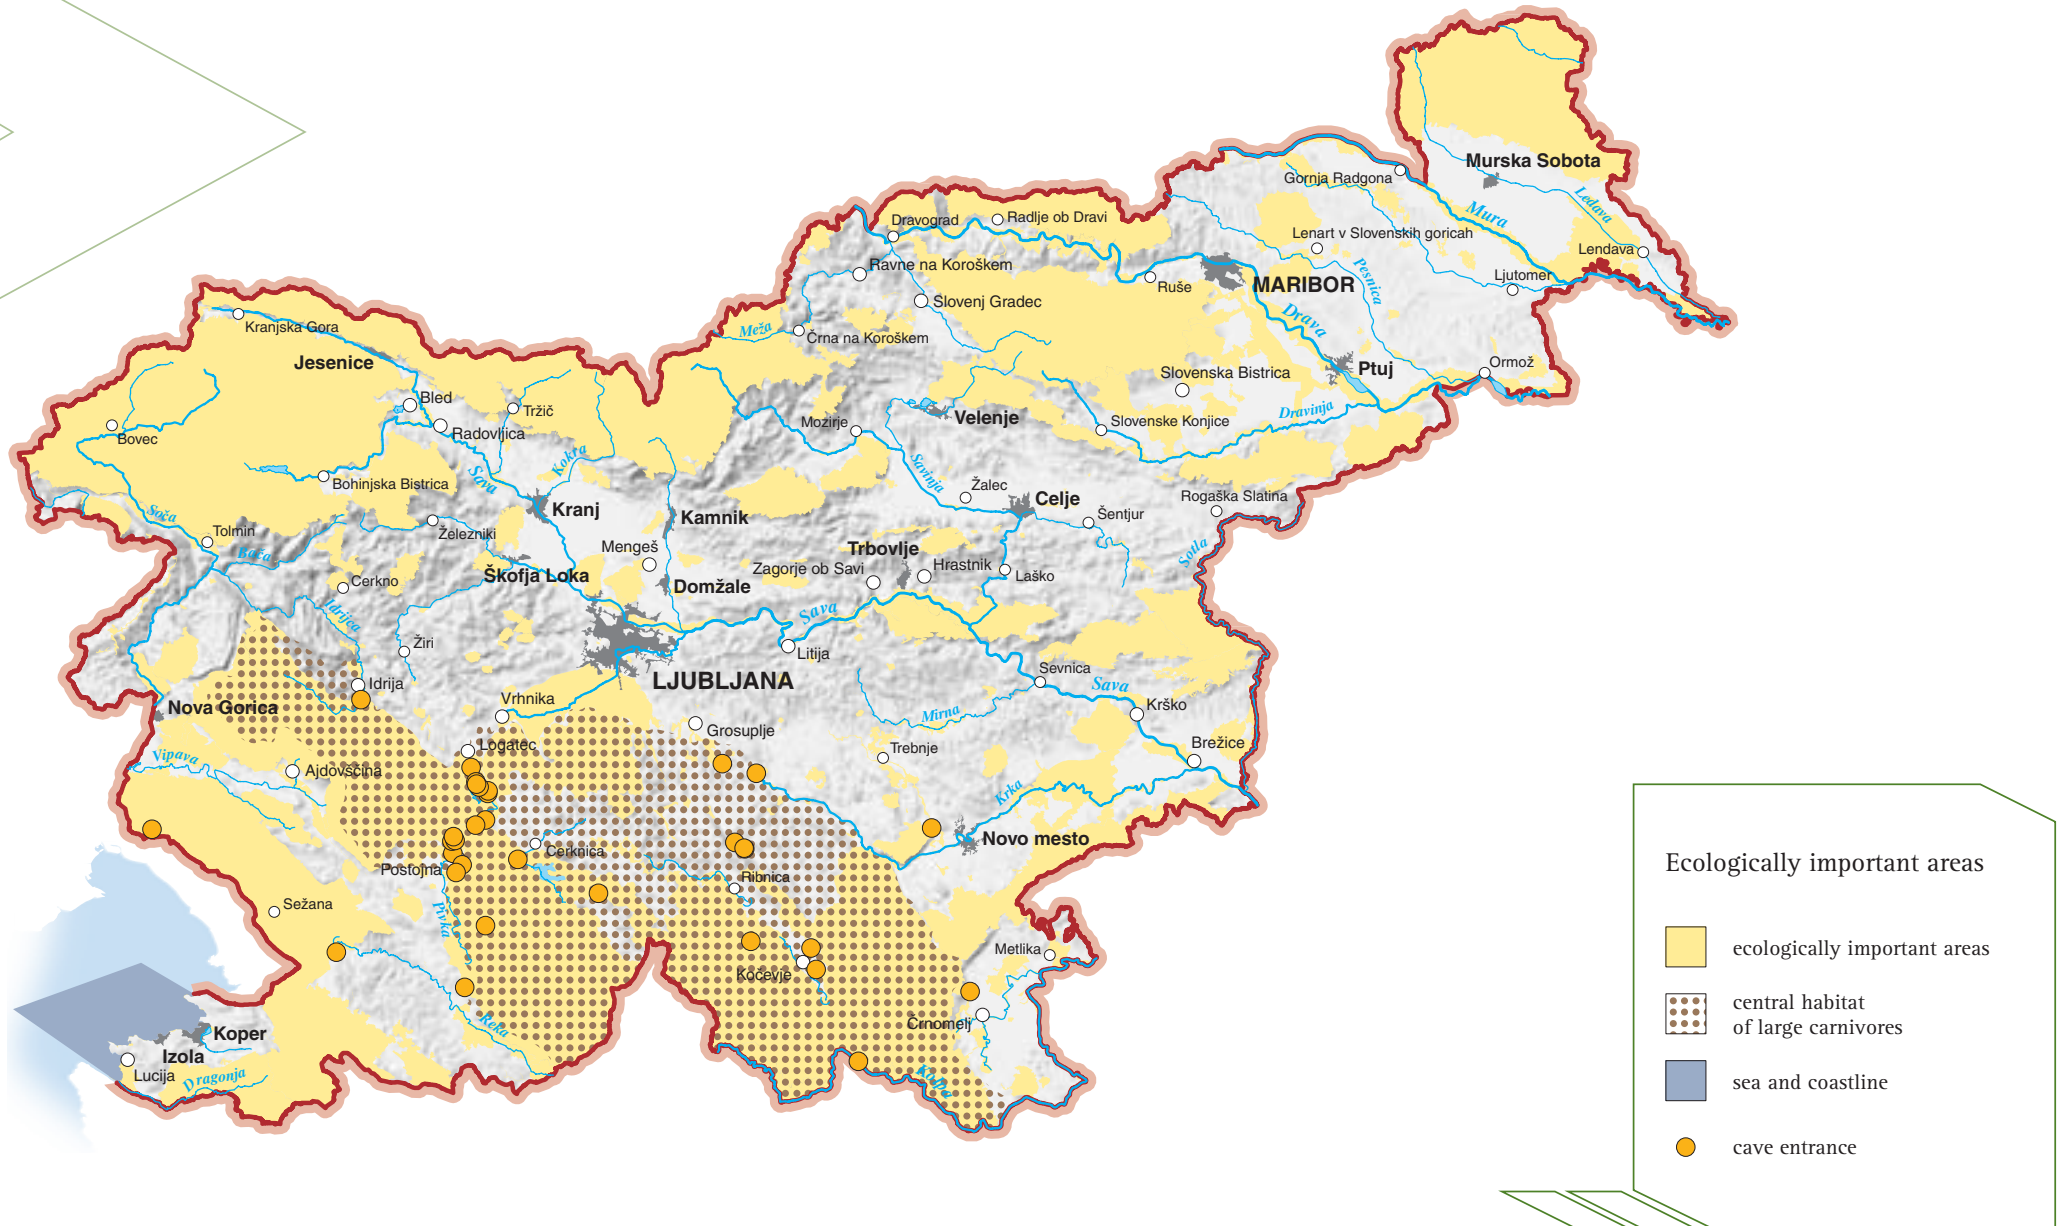 Murska Sobota
Gornja Radgona
Ledava
Mura
Dravograd
Radlje ob Dravi
Lenart v Slovenskih goricah
Lendava
Ravne na Koroškem
Pesnica
Ljutomer
Ruše
MARIBOR
Slovenj Gradec
Drava
Kranjska Gora
Meža
Črna na Koroškem
Jesenice
Ormož
Ptuj
Slovenska Bistrica
Bled
Tržič
Velenje
Dravinja
Mozirje
Slovenske Konjice
Bovec
Radovljica
Kokra
Savinja
Sava
Bohinjska Bistrica
Žalec
Celje
Rogaška Slatina
Kranj
Kamnik
Šentjur
Soča
Tolmin
Železniki
Mengeš
Trbovlje
Sotla
Bača
Zagorje ob Savi
Hrastnik
Škofja Loka
Laško
Cerkno
Domžale
Idrijca
Sava
Žiri
Litija
Sevnica
Idrija
LJUBLJANA
Sava
Vrhnika
Nova Gorica
Mirna
Krško
Grosuplje
Logatec
Trebnje
Brežice
Vipava
Ajdovščina
Krka
Novo mesto
Cerknica
Postojna
Ribnica
Sežana
Pivka
Metlika
Kočevje
Reka
Črnomelj
Koper
Izola
Lucija
Dragonja
Kolpa
Ecologically important areas
ecologically important areas
central habitat
of large carnivores
sea and coastline
cave entrance